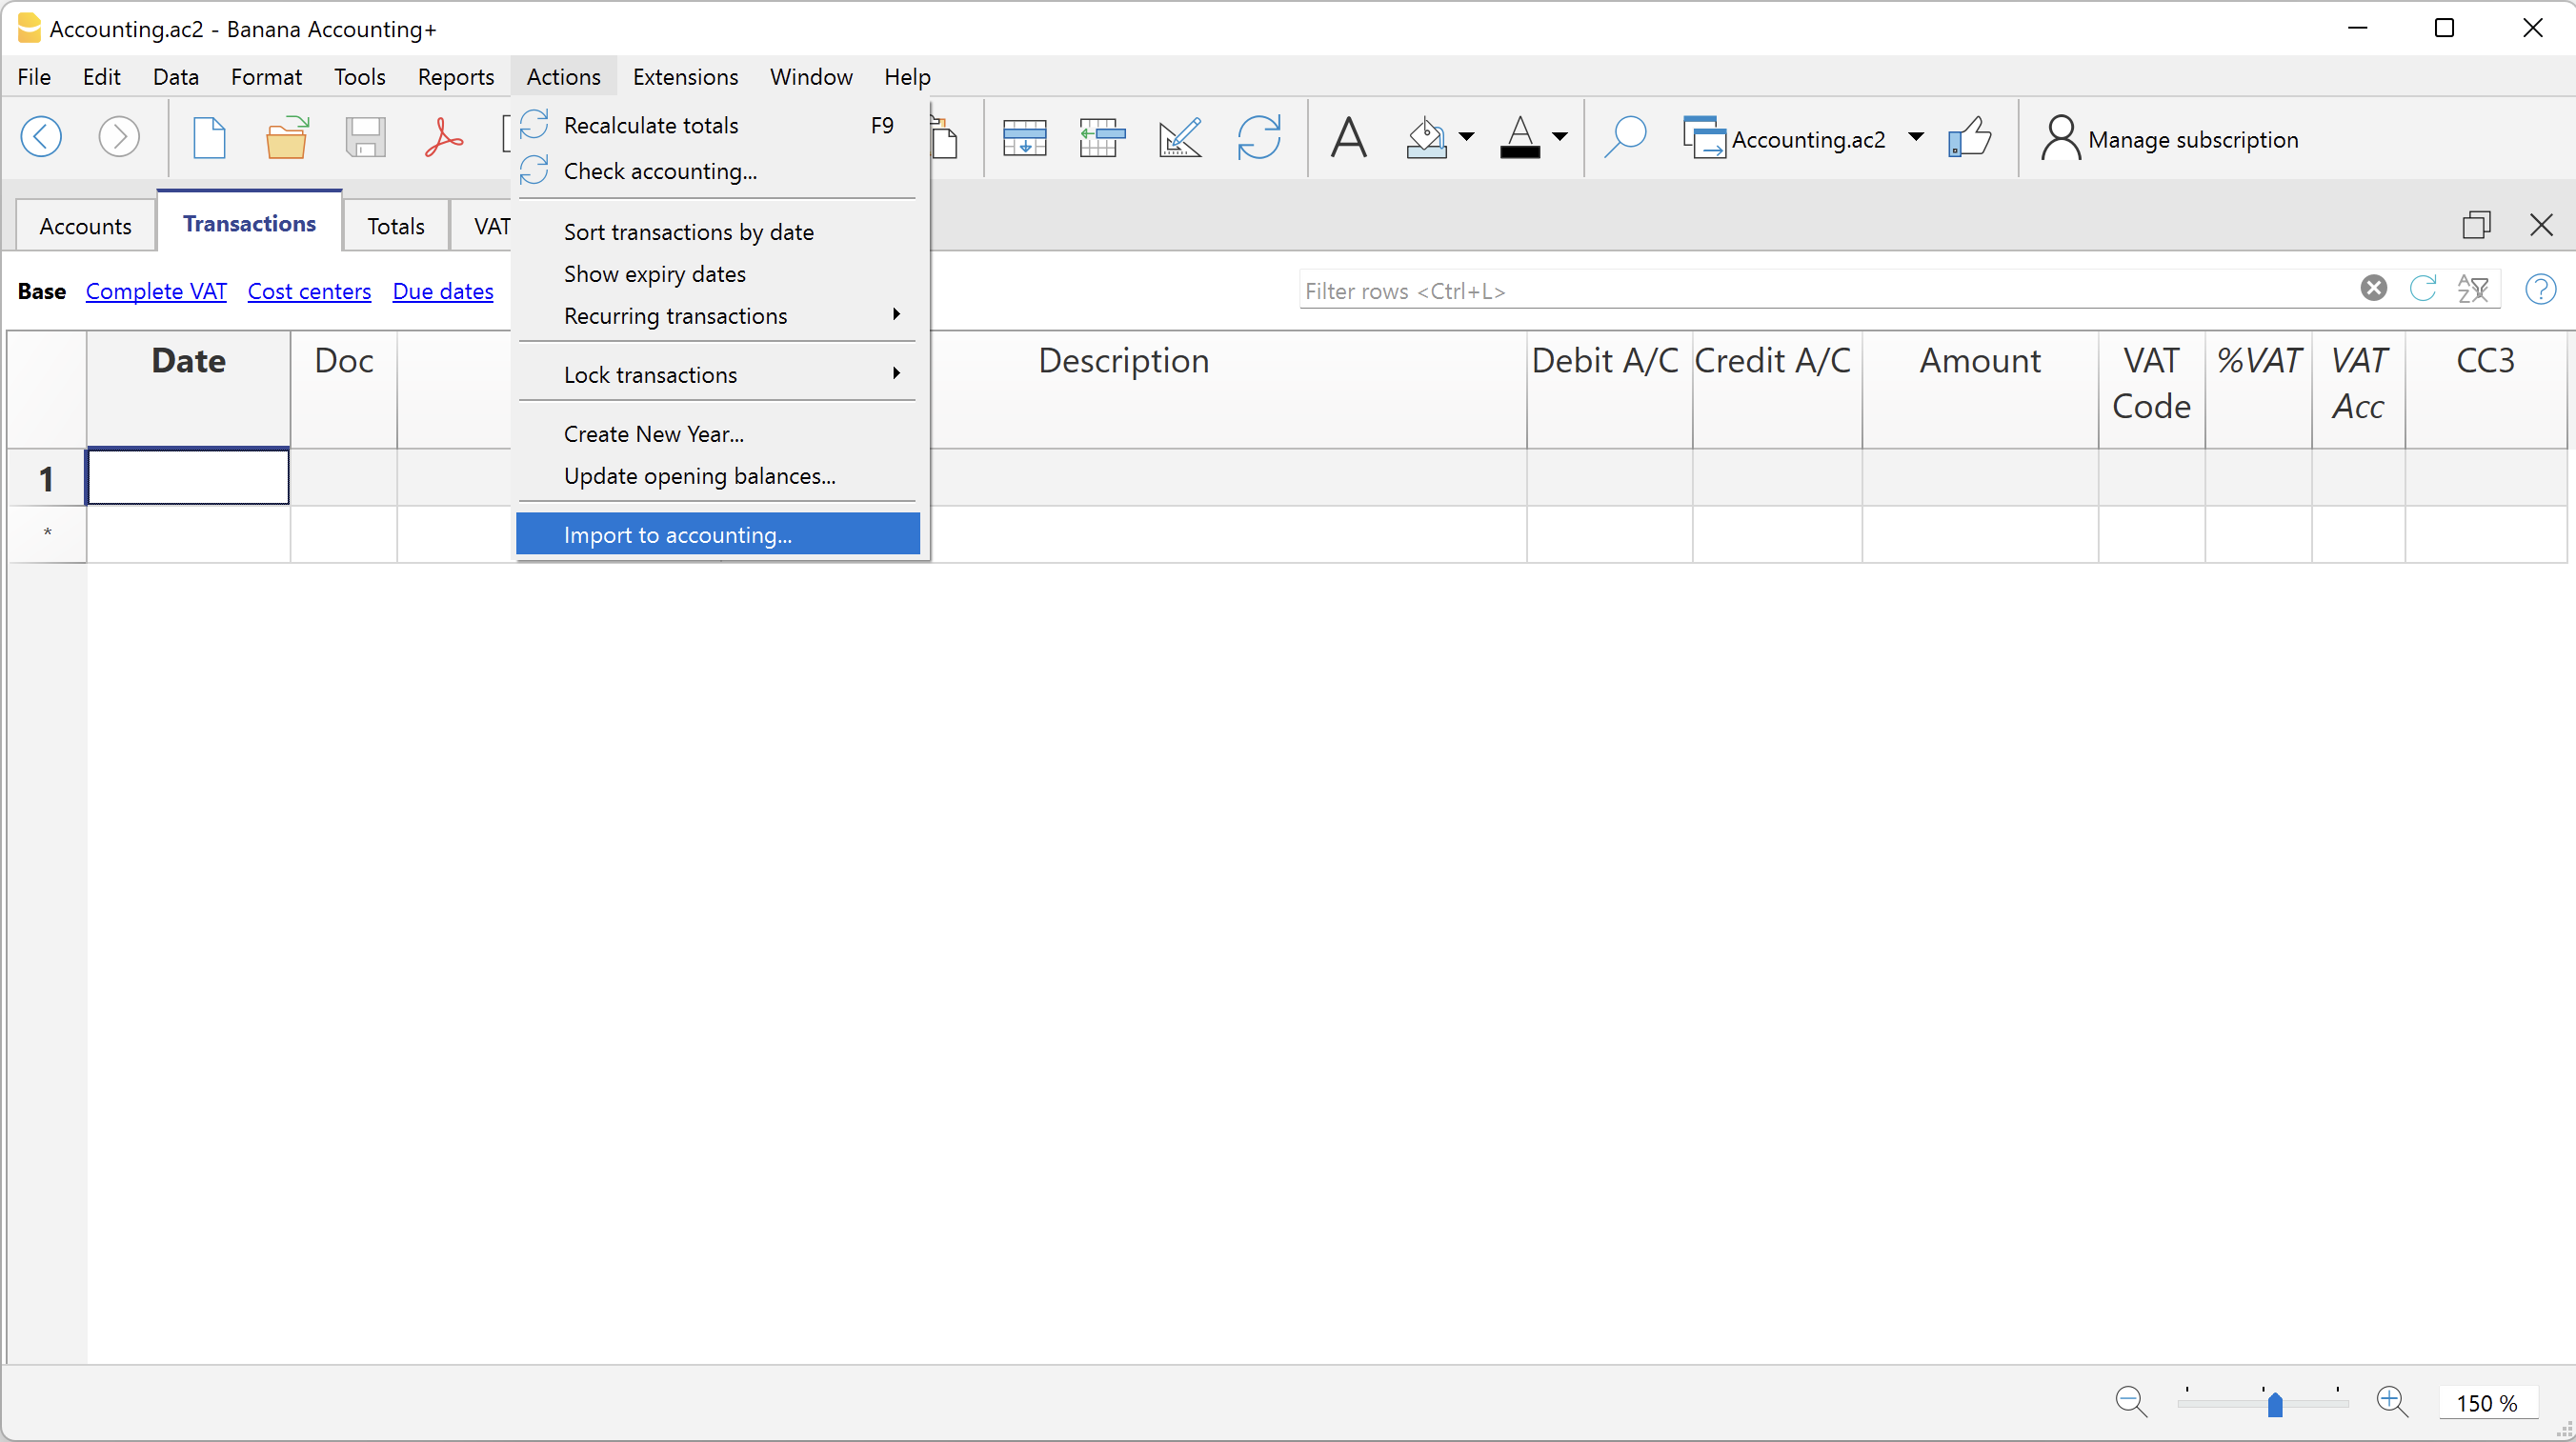 Accounting.ac2 - Banana Accounting+
File Edit Data Format Tools Reports Actions Extensions Window Help
Recalculate totals F9
Check accounting...
Accounting.ac2 Manage subscription
Accounts Transactions Totals VAT
Sort transactions by date
Show expiry dates
Recurring transactions
Lock transactions
Create New Year...
Update opening balances...
Import to accounting...
Base Complete VAT Cost centers Due dates
Filter rows <Ctrl+L>
Date Doc Description Debit A/C Credit A/C Amount VAT Code %VAT VAT Acc CC3
1
*
150 %